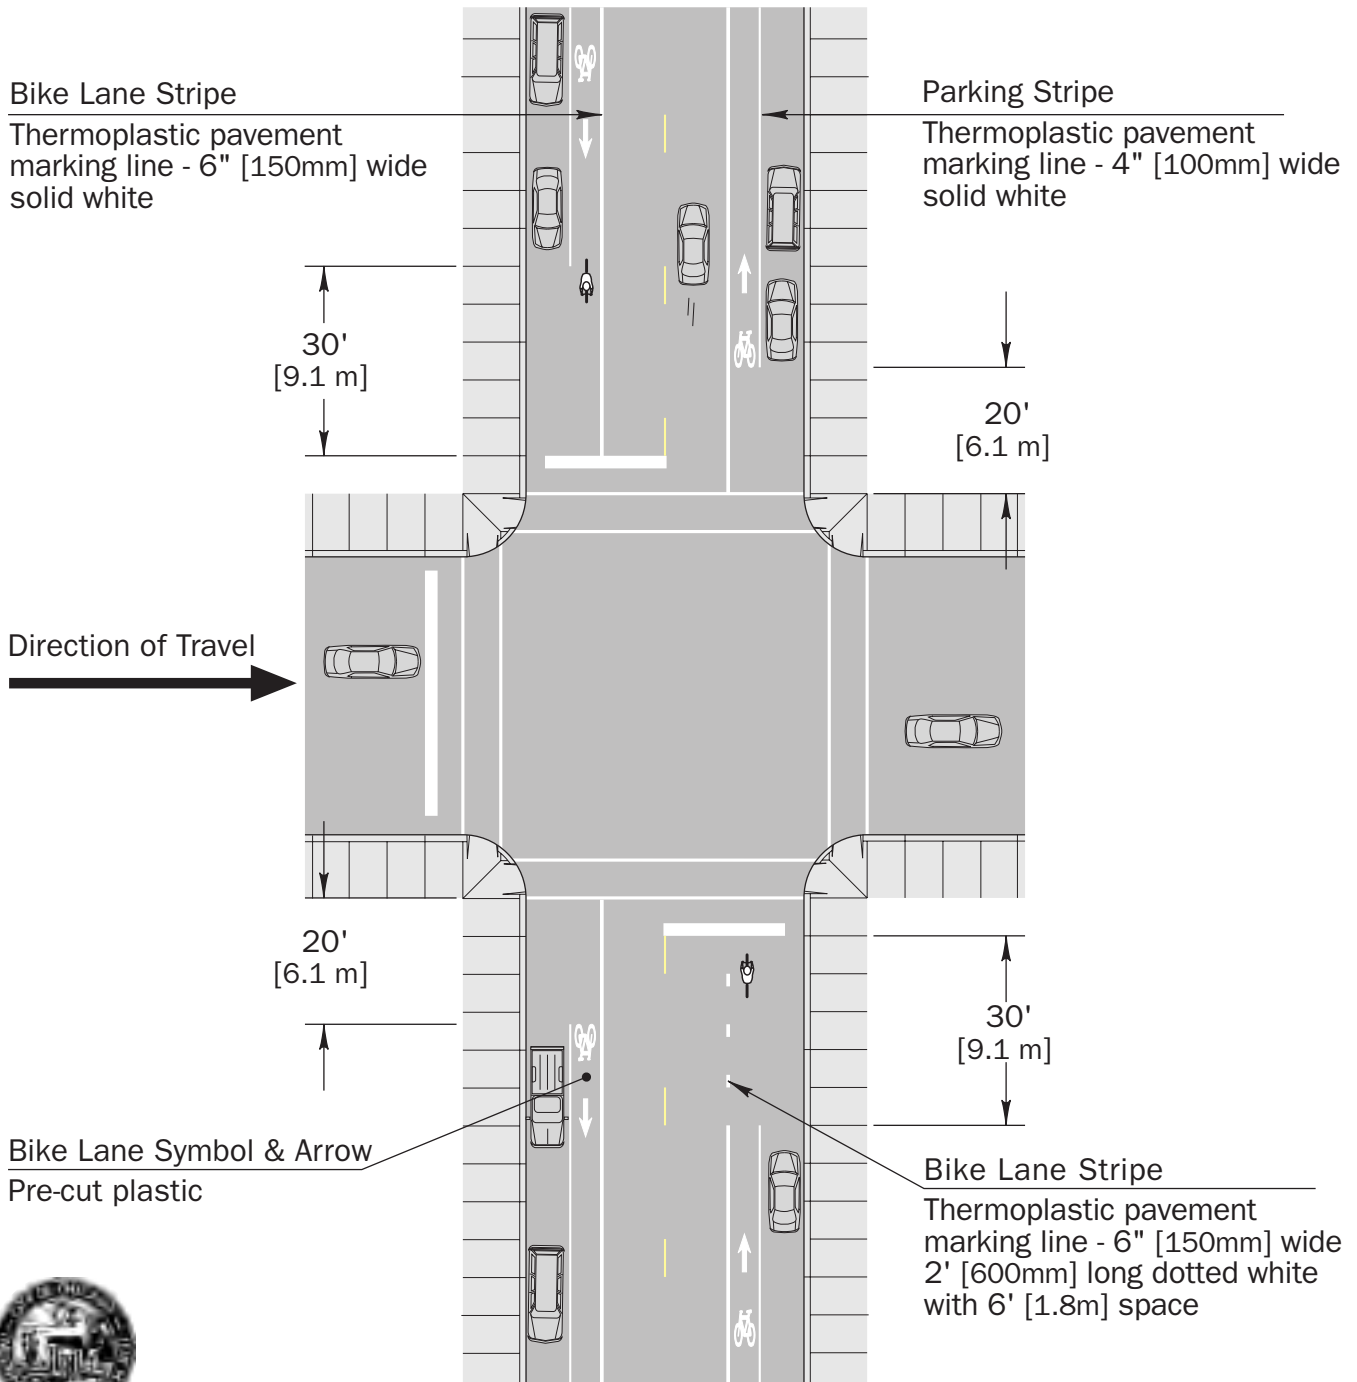 Bike Lane Stripe
Thermoplastic pavement
marking line - 6" [150mm] wide
solid white
Parking Stripe
Thermoplastic pavement
marking line - 4" [100mm] wide
solid white
30'
[9.1 m]
20'
[6.1 m]
Direction of Travel
20'
[6.1 m]
30'
[9.1 m]
Bike Lane Symbol & Arrow
Pre-cut plastic
Bike Lane Stripe
Thermoplastic pavement
marking line - 6" [150mm] wide
2' [600mm] long dotted white
with 6' [1.8m] space